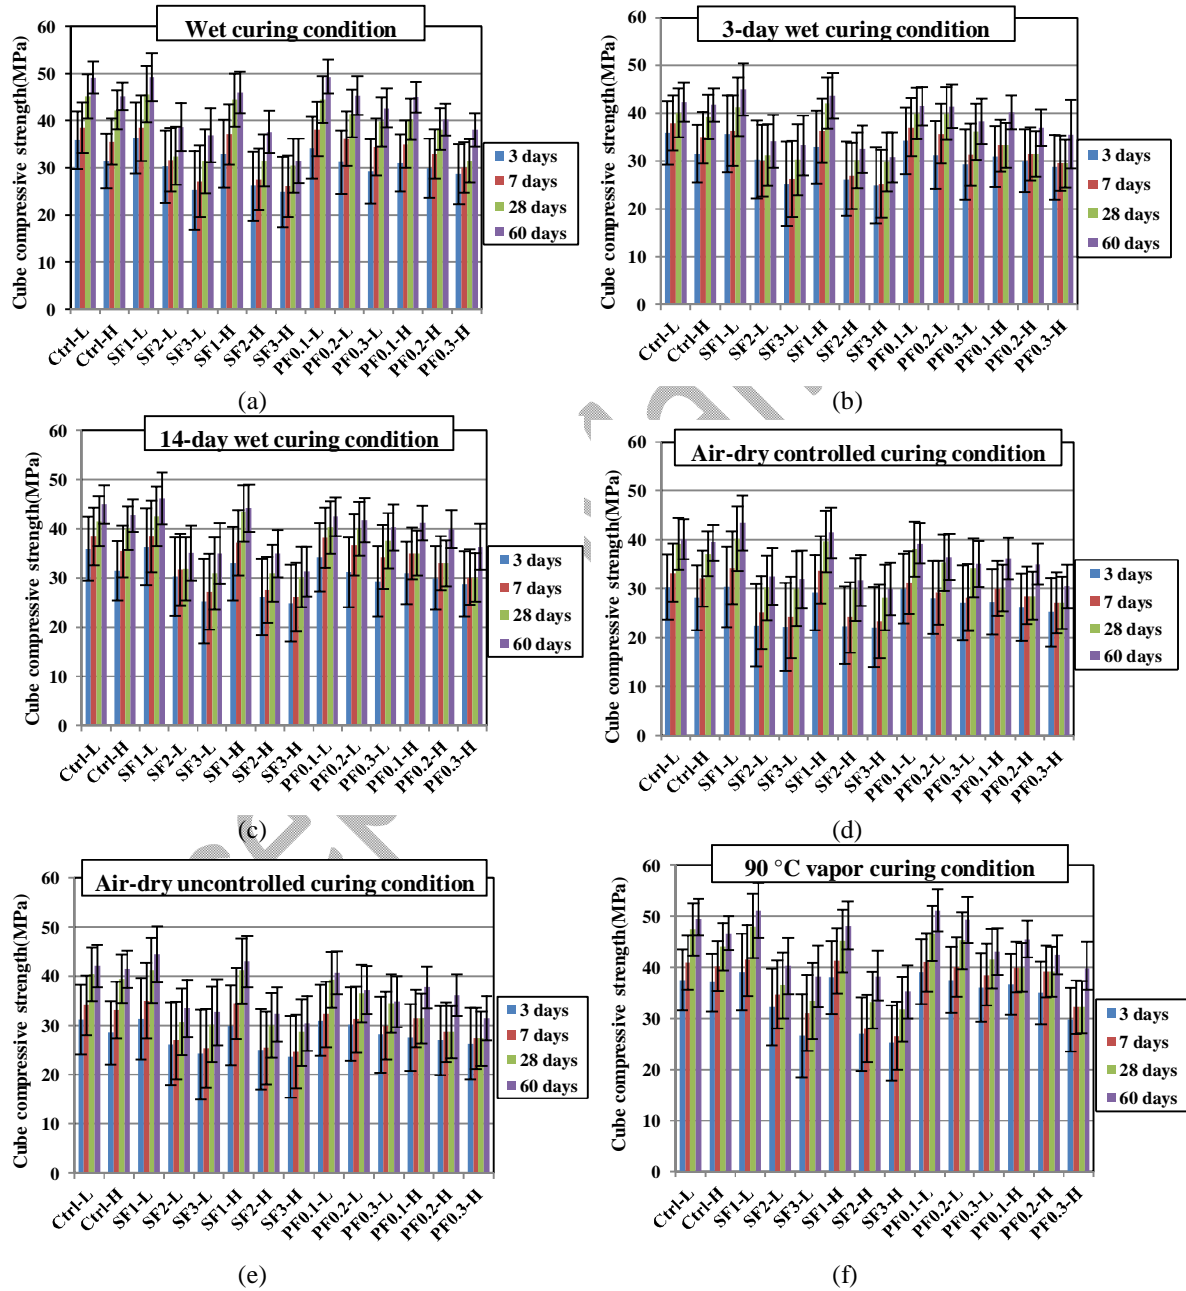 Wet curing condition
Cube compressive strength(MPa)
60
50
40
30
20
10
0
Ctrl-L
Ctrl-H
SF1-L
SF2-L
SF3-L
SF1-H
SF2-H
SF3-H
PF0.1-L
PF0.2-L
PF0.3-L
PF0.1-H
PF0.2-H
PF0.3-H
3 days
7 days
28 days
60 days
(a)
3-day wet curing condition
Cube compressive strength(MPa)
60
50
40
30
20
10
0
Ctrl-L
Ctrl-H
SF1-L
SF2-L
SF3-L
SF1-H
SF2-H
SF3-H
PF0.1-L
PF0.2-L
PF0.3-L
PF0.1-H
PF0.2-H
PF0.3-H
3 days
7 days
28 days
60 days
(b)
14-day wet curing condition
Cube compressive strength(MPa)
60
50
40
30
20
10
0
Ctrl-L
Ctrl-H
SF1-L
SF2-L
SF3-L
SF1-H
SF2-H
SF3-H
PF0.1-L
PF0.2-L
PF0.3-L
PF0.1-H
PF0.2-H
PF0.3-H
3 days
7 days
28 days
60 days
(c)
Air-dry controlled curing condition
Cube compressive strength(MPa)
60
50
40
30
20
10
0
Ctrl-L
Ctrl-H
SF1-L
SF2-L
SF3-L
SF1-H
SF2-H
SF3-H
PF0.1-L
PF0.2-L
PF0.3-L
PF0.1-H
PF0.2-H
PF0.3-H
3 days
7 days
28 days
60 days
(d)
Air-dry uncontrolled curing condition
Cube compressive strength(MPa)
60
50
40
30
20
10
0
Ctrl-L
Ctrl-H
SF1-L
SF2-L
SF3-L
SF1-H
SF2-H
SF3-H
PF0.1-L
PF0.2-L
PF0.3-L
PF0.1-H
PF0.2-H
PF0.3-H
3 days
7 days
28 days
60 days
(e)
90 °C vapor curing condition
Cube compressive strength(MPa)
60
50
40
30
20
10
0
Ctrl-L
Ctrl-H
SF1-L
SF2-L
SF3-L
SF1-H
SF2-H
SF3-H
PF0.1-L
PF0.2-L
PF0.3-L
PF0.1-H
PF0.2-H
PF0.3-H
3 days
7 days
28 days
60 days
(f)